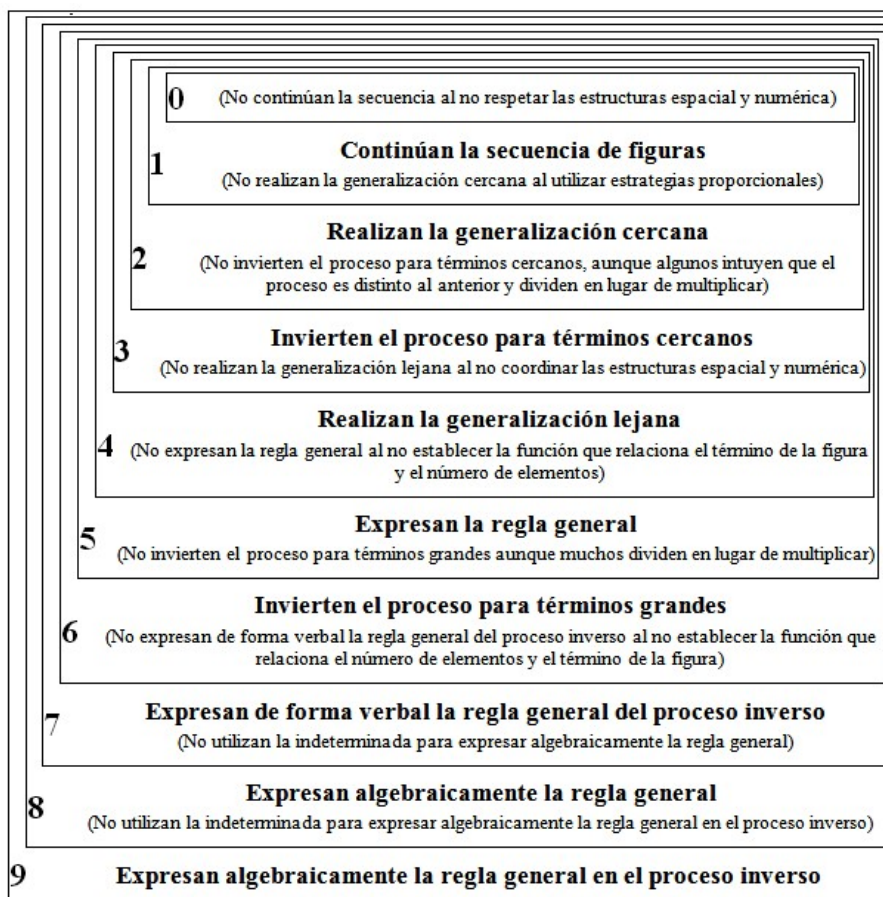 0 (No continúan la secuencia al no respetar las estructuras espacial y numérica)
Continúan la secuencia de figuras
1
(No realizan la generalización cercana al utilizar estrategias proporcionales)
Realizan la generalización cercana
2 (No invierten el proceso para términos cercanos, aunque algunos intuyen que el
proceso es distinto al anterior y dividen en lugar de multiplicar)
Invierten el proceso para términos cercanos
3
(No realizan la generalización lejana al no coordinar las estructuras espacial y numérica)
Realizan la generalización lejana
4 (No expresan la regla general al no establecer la función que relaciona el término de la figura
y el número de elementos)
Expresan la regla general
5
(No invierten el proceso para términos grandes aunque muchos dividen en lugar de multiplicar)
Invierten el proceso para términos grandes
6 (No expresan de forma verbal la regla general del proceso inverso al no establecer la función que
relaciona el número de elementos y el término de la figura)
Expresan de forma verbal la regla general del proceso inverso
7
(No utilizan la indeterminada para expresar algebraicamente la regla general)
Expresan algebraicamente la regla general
8
(No utilizan la indeterminada para expresar algebraicamente la regla general en el proceso inverso)
9 Expresan algebraicamente la regla general en el proceso inverso